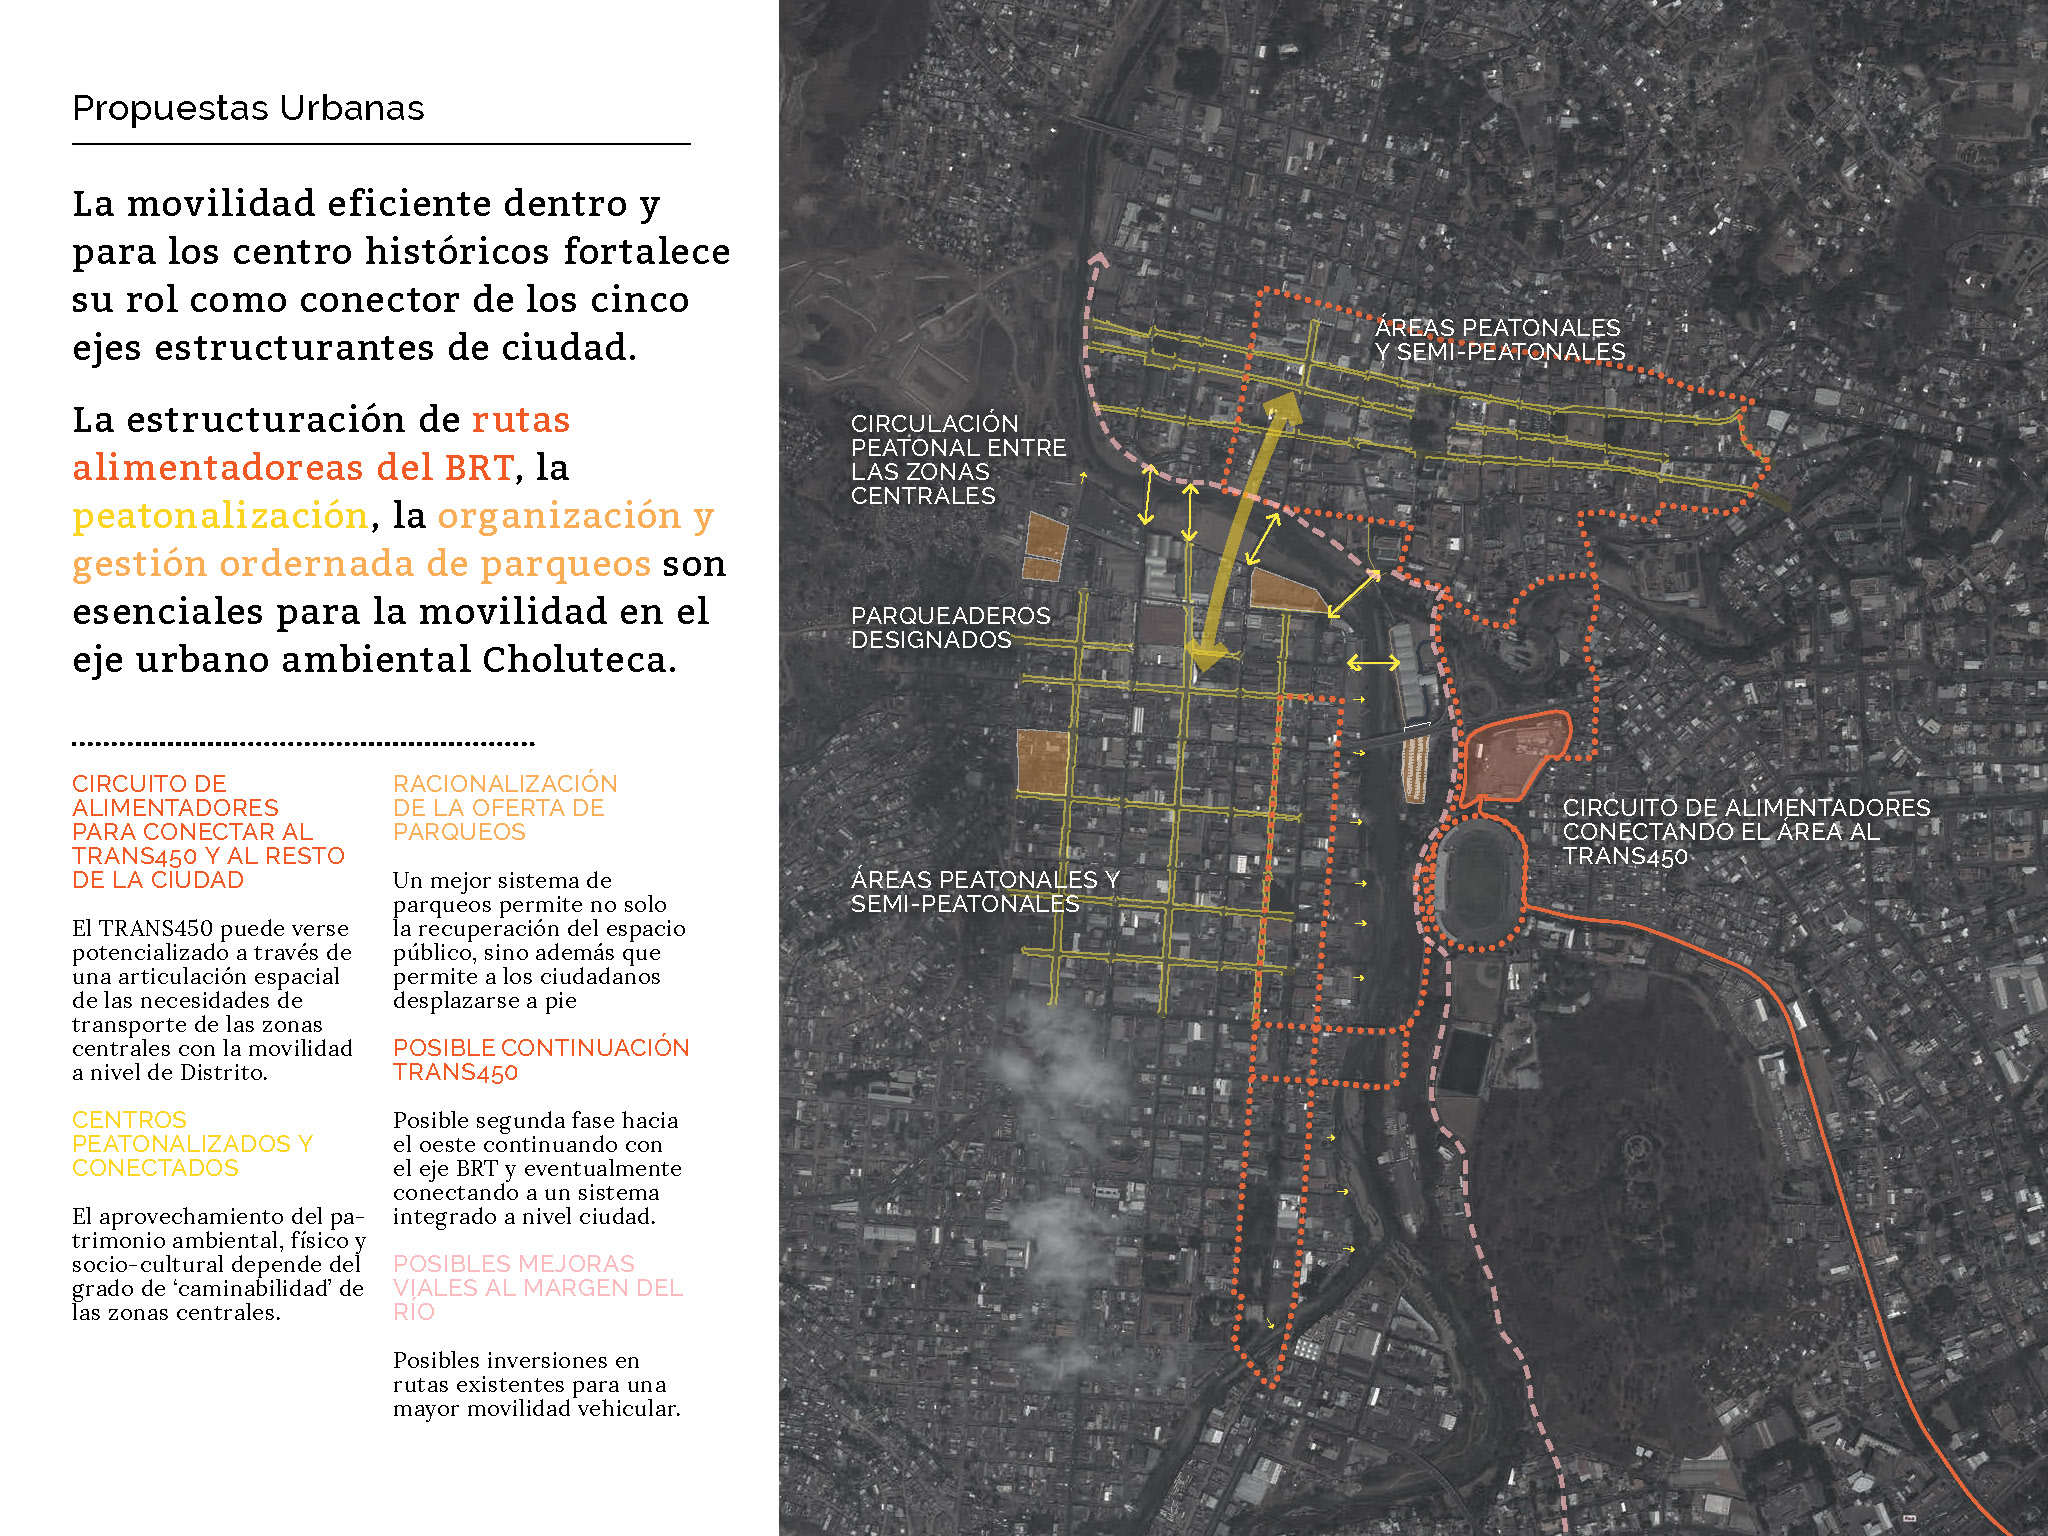 Propuestas Urbanas
La movilidad eficiente dentro y
para los centro históricos fortalece
su rol como conector de los cinco
ejes estructurantes de ciudad.
La estructuración de rutas
alimentadoreas del BRT, la
peatonalización, la organización y
gestión ordernada de parqueos son
esenciales para la movilidad en el
eje urbano ambiental Choluteca.
CIRCUITO DE
ALIMENTADORES
PARA CONECTAR AL
TRANS450 Y AL RESTO
DE LA CIUDAD
El TRANS450 puede verse
potencializado a través de
una articulación espacial
de las necesidades de
transporte de las zonas
centrales con la movilidad
a nivel de Distrito.
CENTROS
PEATONALIZADOS Y
CONECTADOS
El aprovechamiento del pa-
trimonio ambiental, físico y
socio-cultural depende del
grado de ‘caminabilidad’ de
las zonas centrales.
RACIONALIZACIÓN
DE LA OFERTA DE
PARQUEOS
Un mejor sistema de
parqueos permite no solo
la recuperación del espacio
público, sino además que
permite a los ciudadanos
desplazarse a pie
POSIBLE CONTINUACIÓN
TRANS450
Posible segunda fase hacia
el oeste continuando con
el eje BRT y eventualmente
conectando a un sistema
integrado a nivel ciudad.
POSIBLES MEJORAS
VIALES AL MARGEN DEL
RÍO
Posibles inversiones en
rutas existentes para una
mayor movilidad vehicular.
ÁREAS PEATONALES
Y SEMI-PEATONALES
CIRCULACIÓN
PEATONAL ENTRE
LAS ZONAS
CENTRALES
PARQUEADEROS
DESIGNADOS
CIRCUITO DE ALIMENTADORES
CONECTANDO EL ÁREA AL
TRANS450
ÁREAS PEATONALES Y
SEMI-PEATONALES